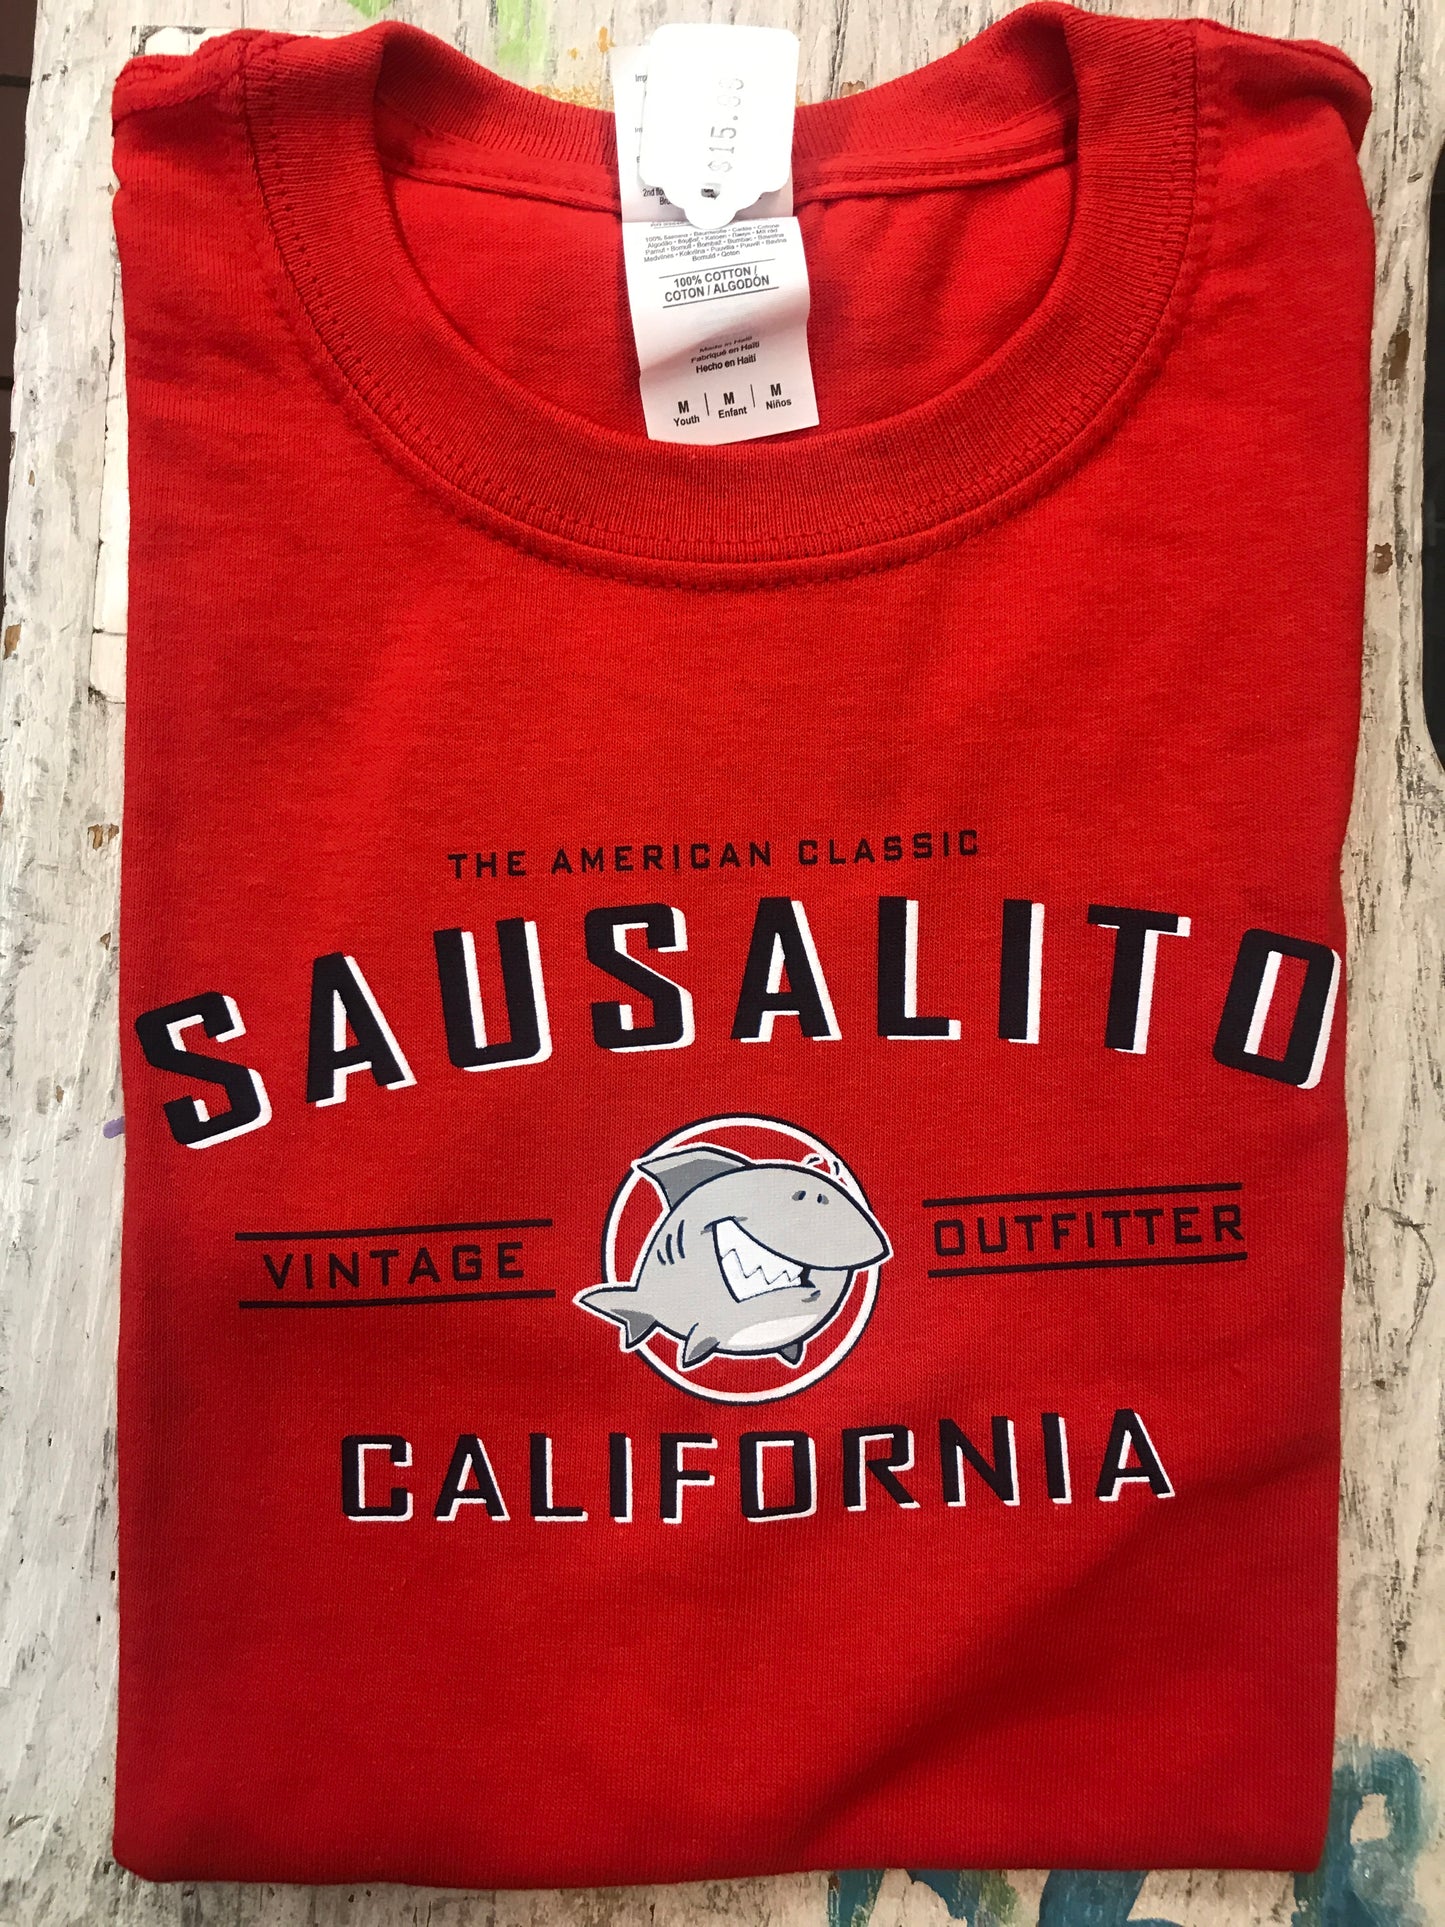 $15.99
100% COTTON /
COTON / ALGODÓN
Made in Haiti
Fabriqué en Haïti
Hecho en Haití
M | M | M
Youth Enfant Niños
THE AMERICAN CLASSIC
SAUSALITO
VINTAGE OUTFITTER
CALIFORNIA